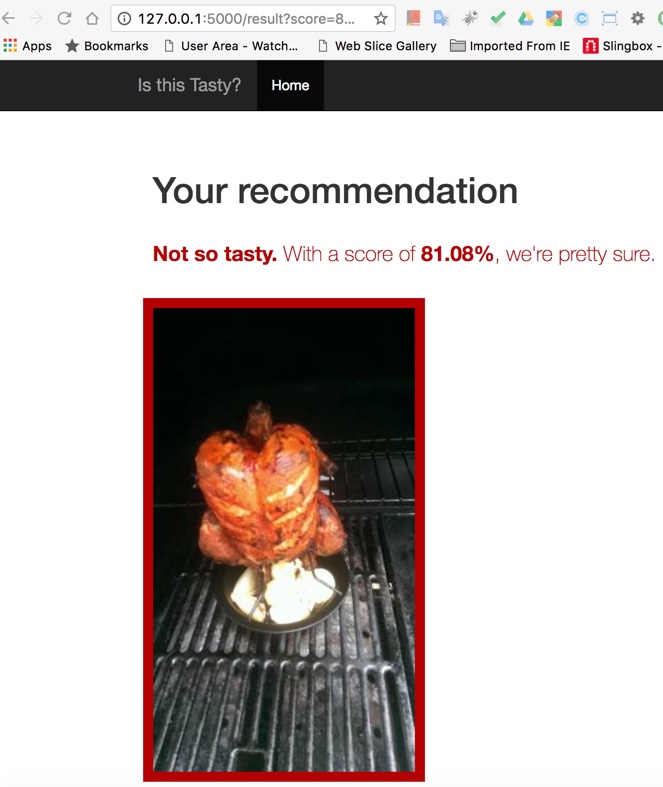 127.0.0.1:5000/result?score=8...
Apps Bookmarks User Area - Watch... Web Slice Gallery Imported From IE Slingbox -
Is this Tasty? Home
Your recommendation
Not so tasty. With a score of 81.08%, we're pretty sure.